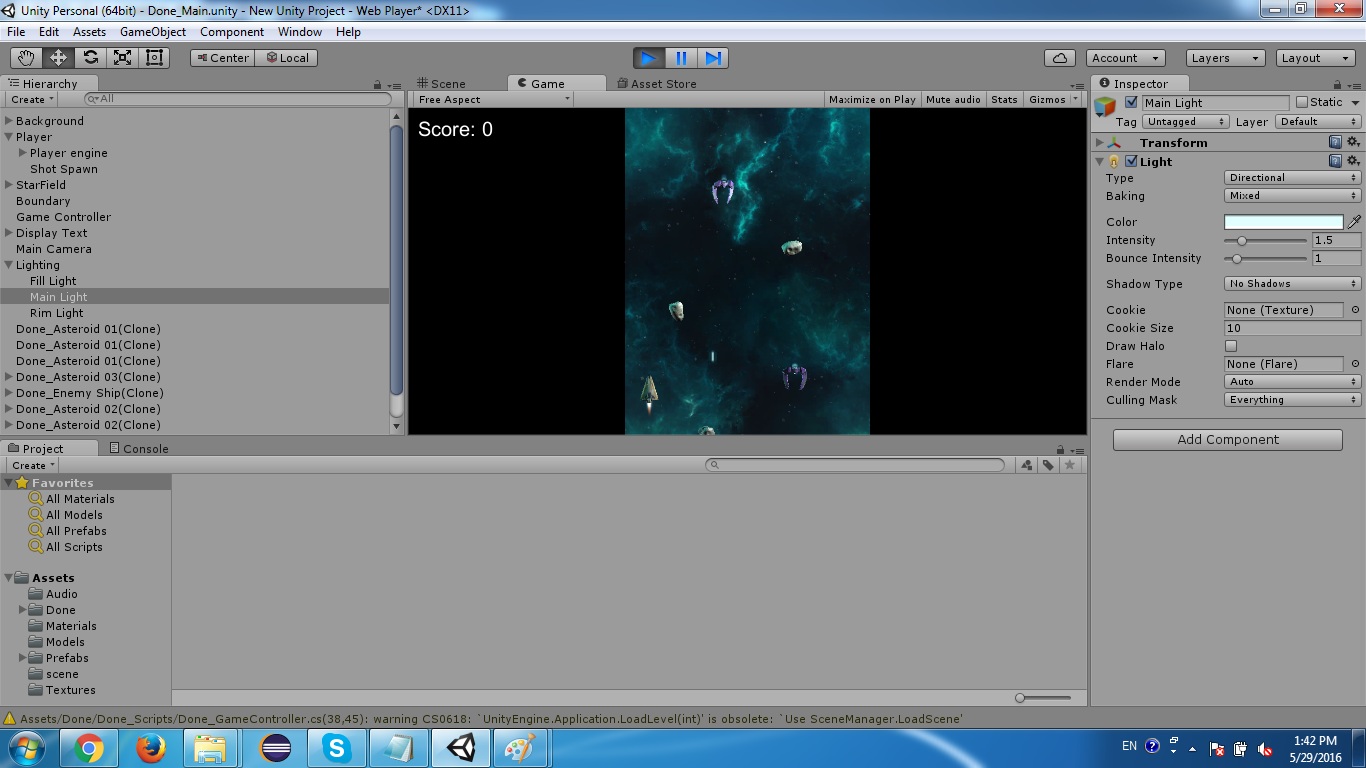 Unity Personal (64bit) - Done_Main.unity - New Unity Project - Web Player* <DX11>
File Edit Assets GameObject Component Window Help
Center Local Account Layers Layout
Hierarchy
Create All
Background
Player
Player engine
Shot Spawn
StarField
Boundary
Game Controller
Display Text
Main Camera
Lighting
Fill Light
Main Light
Rim Light
Done_Asteroid 01(Clone)
Done_Asteroid 01(Clone)
Done_Asteroid 01(Clone)
Done_Asteroid 03(Clone)
Done_Enemy Ship(Clone)
Done_Asteroid 02(Clone)
Done_Asteroid 02(Clone)
Scene Game Asset Store
Free Aspect Maximize on Play Mute audio Stats Gizmos
Score: 0
Inspector
Main Light Static
Tag Untagged Layer Default
Transform
Light
Type Directional
Baking Mixed
Color
Intensity 1.5
Bounce Intensity 1
Shadow Type No Shadows
Cookie None (Texture)
Cookie Size 10
Draw Halo
Flare None (Flare)
Render Mode Auto
Culling Mask Everything
Add Component
Project Console
Create
Favorites
All Materials
All Models
All Prefabs
All Scripts
Assets
Audio
Done
Materials
Models
Prefabs
scene
Textures
Assets/Done/Done_Scripts/Done_GameController.cs(38,45): warning CS0618: `UnityEngine.Application.LoadLevel(int)' is obsolete: `Use SceneManager.LoadScene'
EN 1:42 PM
5/29/2016